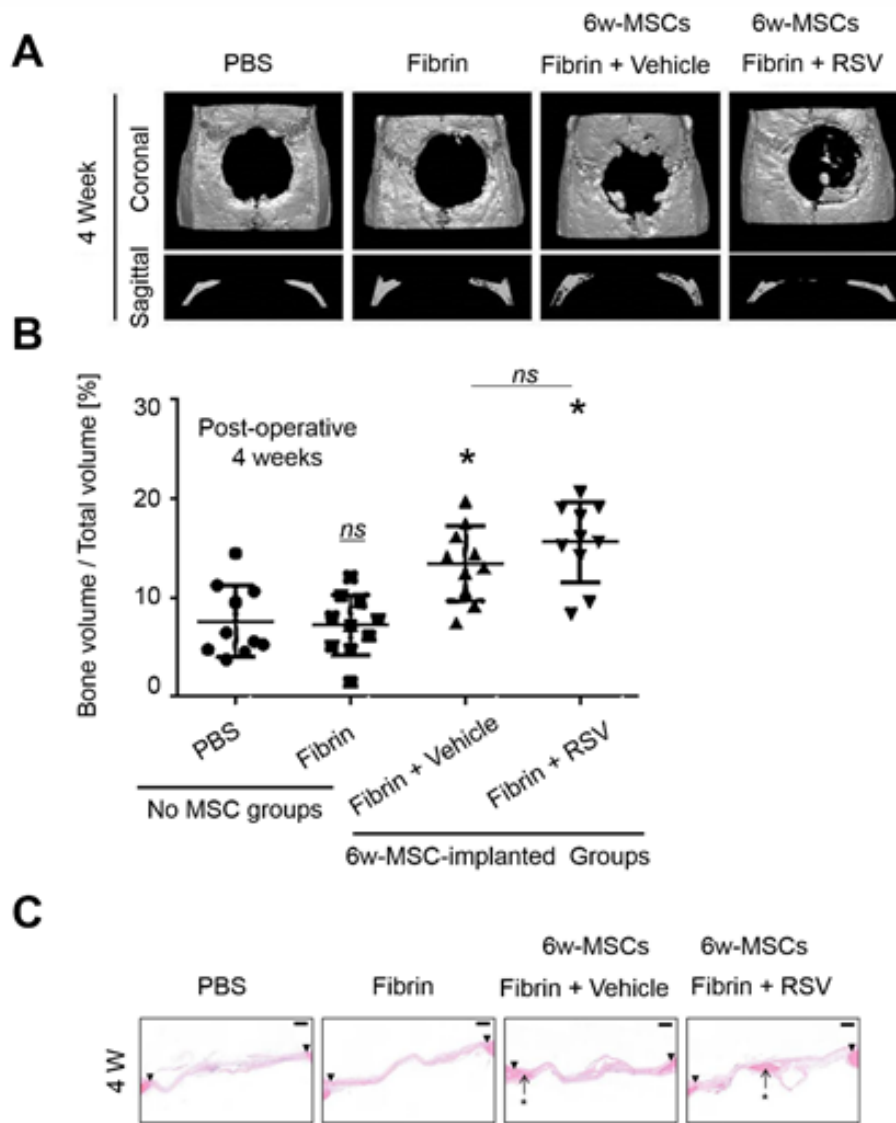 A
PBS
Fibrin
6w-MSCs
Fibrin + Vehicle
6w-MSCs
Fibrin + RSV
4 Week
Coronal
Sagittal
B
Bone volume / Total volume [%]
30
20
10
0
Post-operative
4 weeks
ns
*
ns
*
PBS
Fibrin
Fibrin + Vehicle
Fibrin + RSV
No MSC groups
6w-MSC-implanted Groups
C
PBS
Fibrin
6w-MSCs
Fibrin + Vehicle
6w-MSCs
Fibrin + RSV
4 W
*
*